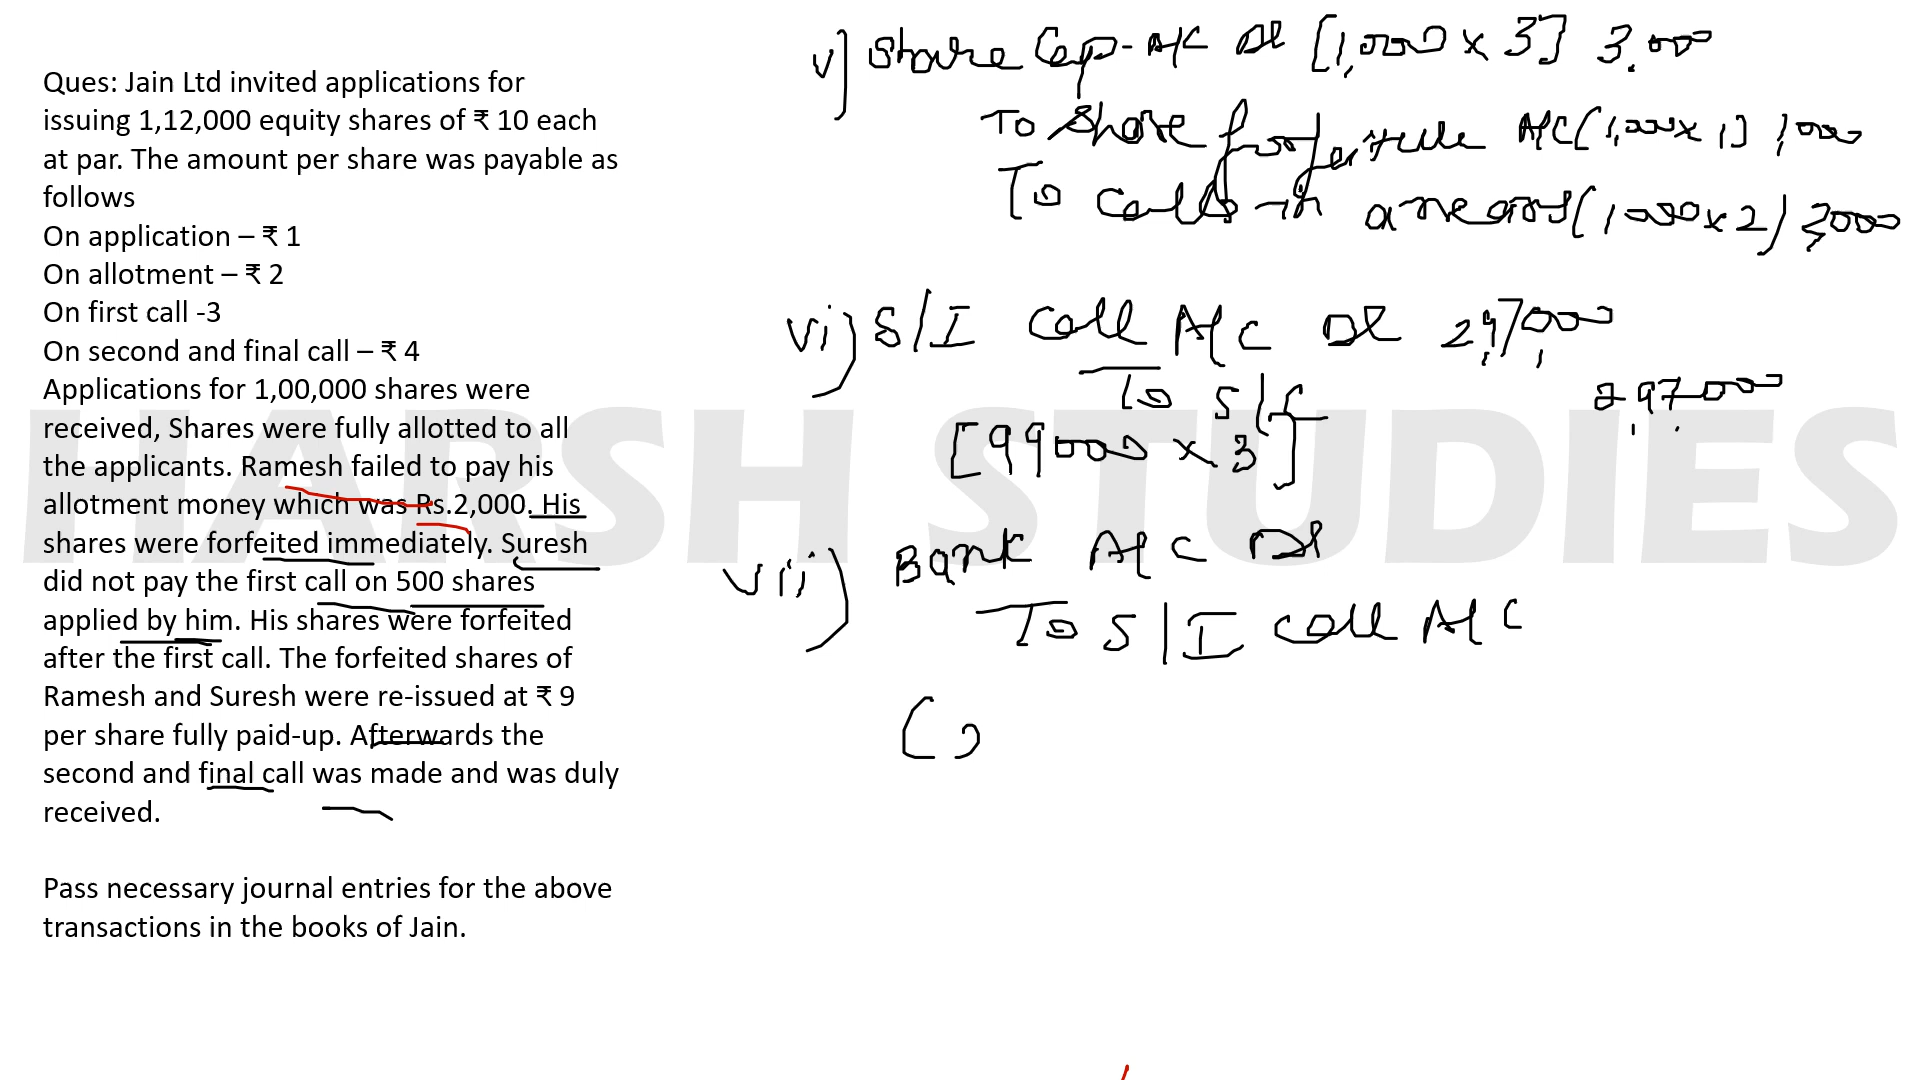 Ques: Jain Ltd invited applications for
issuing 1,12,000 equity shares of ₹ 10 each
at par. The amount per share was payable as
follows
On application – ₹ 1
On allotment – ₹ 2
On first call -3
On second and final call – ₹ 4
Applications for 1,00,000 shares were
received, Shares were fully allotted to all
the applicants. Ramesh failed to pay his
allotment money which was Rs.2,000. His
shares were forfeited immediately. Suresh
did not pay the first call on 500 shares
applied by him. His shares were forfeited
after the first call. The forfeited shares of
Ramesh and Suresh were re-issued at ₹ 9
per share fully paid-up. Afterwards the
second and final call was made and was duly
received.
Pass necessary journal entries for the above
transactions in the books of Jain.
HARSH STUDIES
v) Share Cap- A/C Dr [1,000 x 3] 3,000
To Share forfeiture A/C (1,000 x 1) 1,000
To Calls-in arrears (1000 x 2)
vi) S/I Call A/C Dr 2,97,000
To S/C 2,97,000
[99000 x 3]
vii) Bank A/C Dr
To S/I call A/C
(